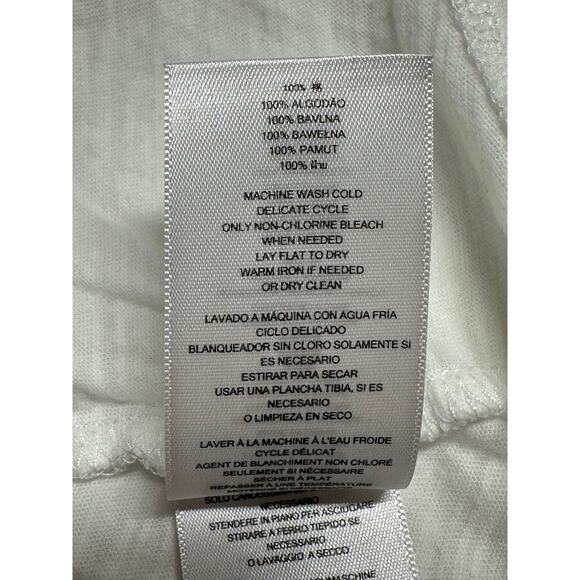 100% 棉
100% ALGODÃO
100% BAVLNA
100% BAWEŁNA
100% PAMUT
100% ฝ้าย
MACHINE WASH COLD
DELICATE CYCLE
ONLY NON-CHLORINE BLEACH
WHEN NEEDED
LAY FLAT TO DRY
WARM IRON IF NEEDED
OR DRY CLEAN
LAVADO A MÁQUINA CON AGUA FRÍA
CICLO DELICADO
BLANQUEADOR SIN CLORO SOLAMENTE SI
ES NECESARIO
ESTIRAR PARA SECAR
USAR UNA PLANCHA TIBIA, SI ES
NECESARIO
O LIMPIEZA EN SECO
LAVER À LA MACHINE À L'EAU FROIDE
CYCLE DÉLICAT
AGENT DE BLANCHIMENT NON CHLORÉ
SEULEMENT SI NÉCESSAIRE
SÉCHER À PLAT
REPASSER À UNE TEMPÉRATURE
SOLO
NECESSARIO
STENDERE IN PIANO PER ASCIUGARE
STIRARE A FERRO TIEPIDO SE
NECESSARIO
O LAVAGGIO A SECCO